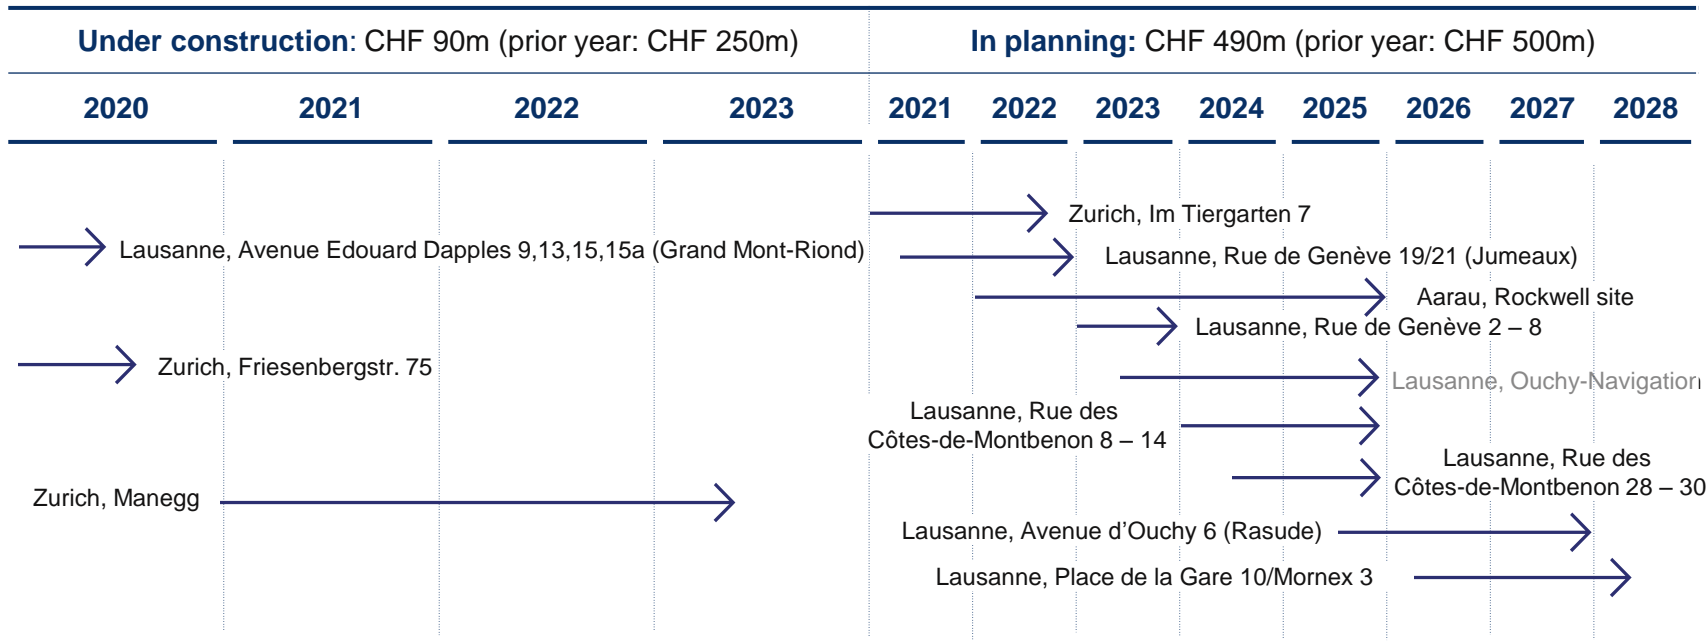 Under construction: CHF 90m (prior year: CHF 250m)
In planning: CHF 490m (prior year: CHF 500m)
2020 2021 2022 2023
2021 2022 2023 2024 2025 2026 2027 2028
Lausanne, Avenue Edouard Dapples 9,13,15,15a (Grand Mont-Riond)
Zurich, Friesenbergstr. 75
Zurich, Manegg
Zurich, Im Tiergarten 7
Lausanne, Rue de Genève 19/21 (Jumeaux)
Aarau, Rockwell site
Lausanne, Rue de Genève 2 – 8
Lausanne, Ouchy-Navigation
Lausanne, Rue des
Côtes-de-Montbenon 8 – 14
Lausanne, Rue des
Côtes-de-Montbenon 28 – 30
Lausanne, Avenue d’Ouchy 6 (Rasude)
Lausanne, Place de la Gare 10/Mornex 3